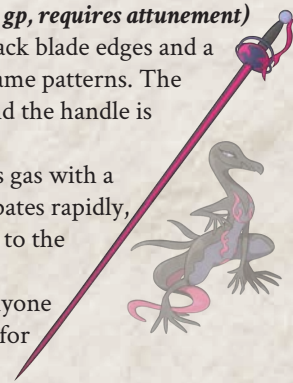 gp, requires attunement)
ack blade edges and a
ame patterns. The
nd the handle is
s gas with a
pates rapidly,
to the
yone
for